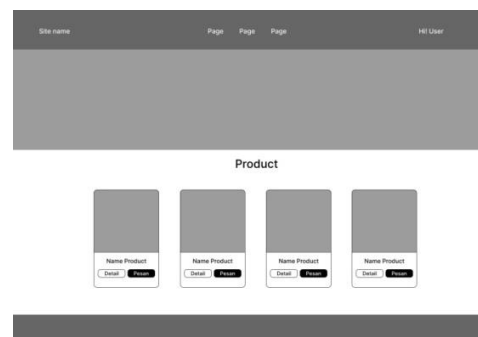 Site name Page Page Page Hi! User
Product
Name Product Name Product Name Product Name Product
Detail Pesan Detail Pesan Detail Pesan Detail Pesan